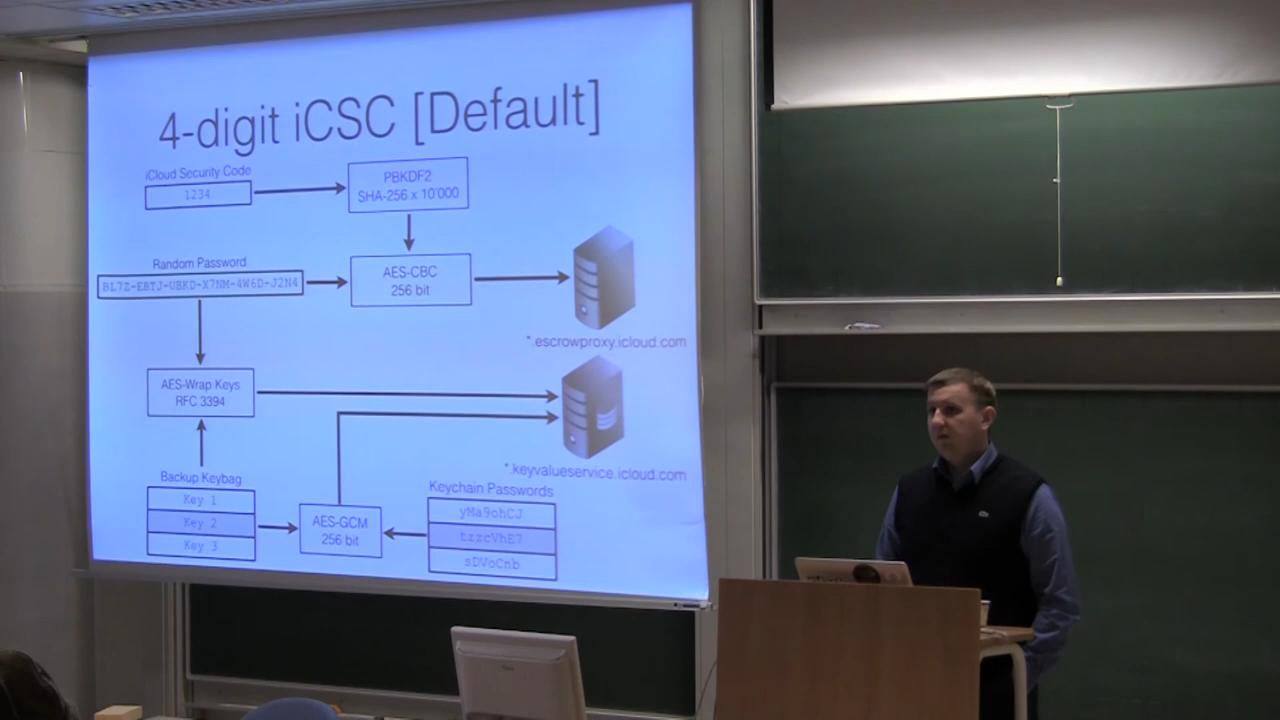 4-digit iCSC [Default]
iCloud Security Code
1234
PBKDF2
SHA-256 x 10'000
Random Password
BL7Z-EBTJ-UBKD-X7NM-4W6D-J2N4
AES-CBC
256 bit
*.escrowproxy.icloud.com
AES-Wrap Keys
RFC 3394
*.keyvalueservice.icloud.com
Backup Keybag
Key 1
Key 2
Key 3
AES-GCM
256 bit
Keychain Passwords
yMa9ohCJ
tzzcVhE7
sDVoCnb